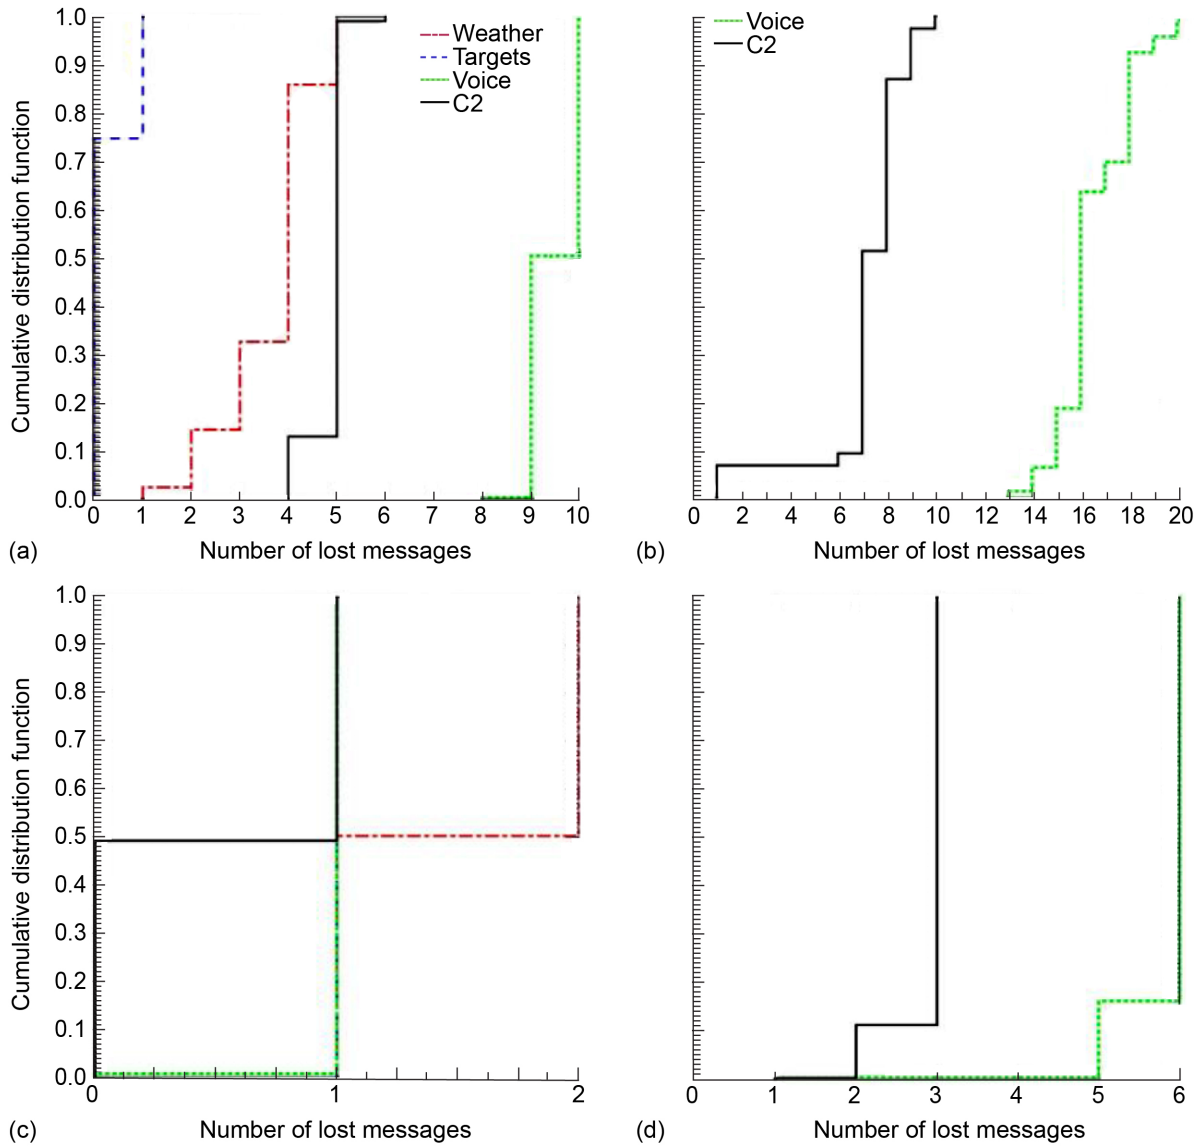 1.0
0.9
0.8
0.7
0.6
0.5
0.4
0.3
0.2
0.1
0.0
Cumulative distribution function
Weather
Targets
Voice
C2
0 1 2 3 4 5 6 7 8 9 10
(a) Number of lost messages
Voice
C2
0 2 4 6 8 10 12 14 16 18 20
(b) Number of lost messages
1.0
0.9
0.8
0.7
0.6
0.5
0.4
0.3
0.2
0.1
0.0
Cumulative distribution function
0 1 2
(c) Number of lost messages
0 1 2 3 4 5 6
(d) Number of lost messages